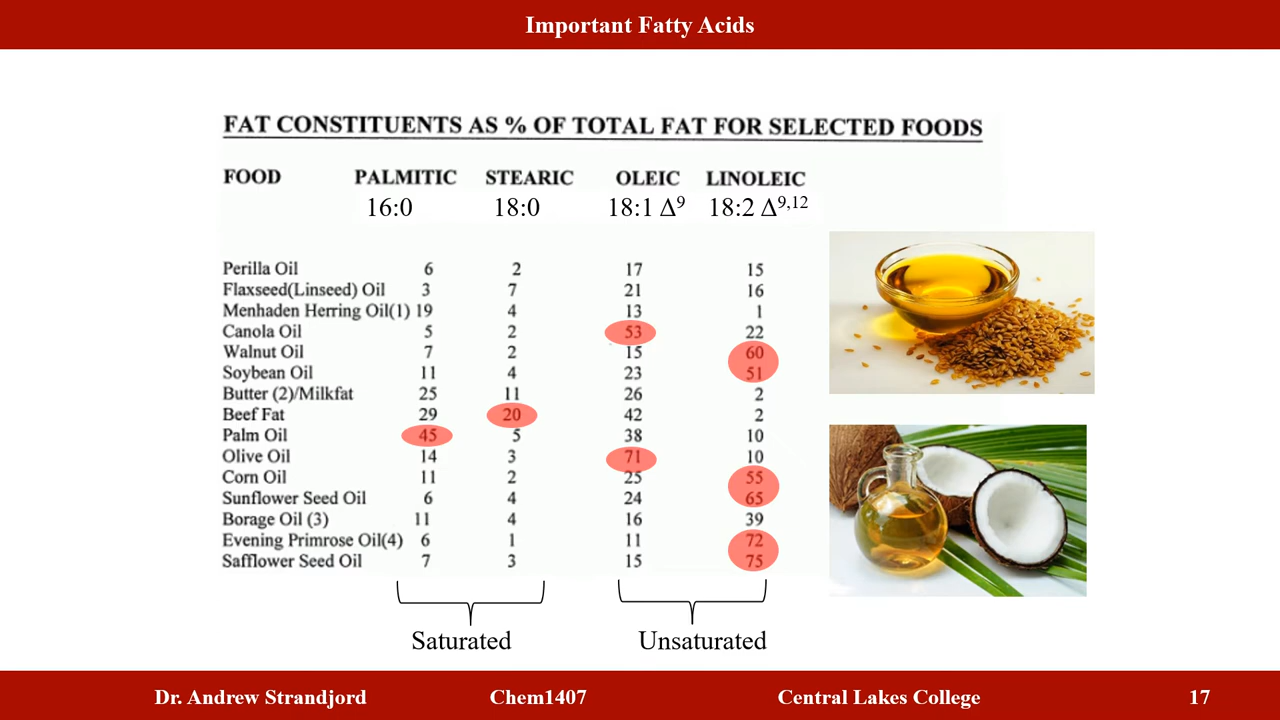 Important Fatty Acids
FAT CONSTITUENTS AS % OF TOTAL FAT FOR SELECTED FOODS
FOOD PALMITIC STEARIC OLEIC LINOLEIC
16:0 18:0 18:1 Δ⁹ 18:2 Δ⁹,¹²
Perilla Oil 6 2 17 15
Flaxseed(Linseed) Oil 3 7 21 16
Menhaden Herring Oil(1) 19 4 13 1
Canola Oil 5 2 53 22
Walnut Oil 7 2 15 60
Soybean Oil 11 4 23 51
Butter (2)/Milkfat 25 11 26 2
Beef Fat 29 20 42 2
Palm Oil 45 5 38 10
Olive Oil 14 3 71 10
Corn Oil 11 2 25 55
Sunflower Seed Oil 6 4 24 65
Borage Oil (3) 11 4 16 39
Evening Primrose Oil(4) 6 1 11 72
Safflower Seed Oil 7 3 15 75
Saturated Unsaturated
Dr. Andrew Strandjord Chem1407 Central Lakes College 17